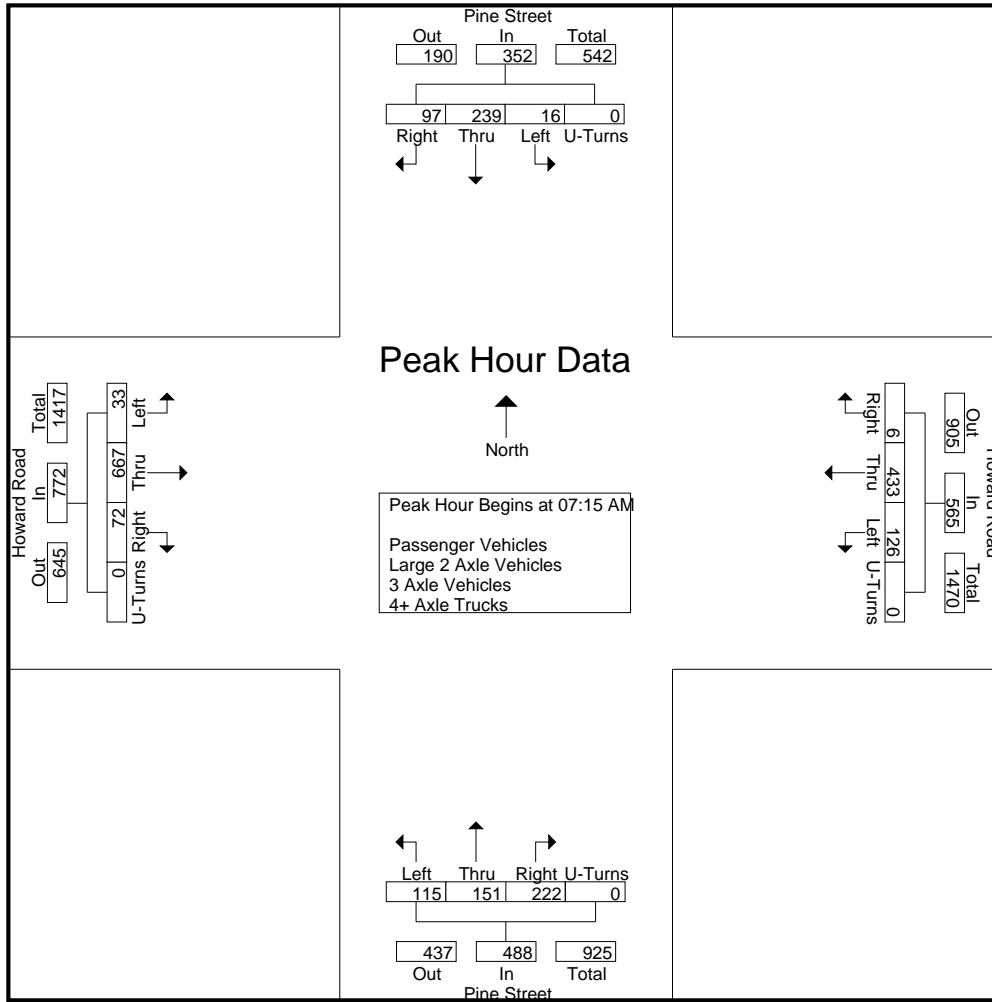 Pine Street
Out In Total
190 352 542
97 239 16 0
Right Thru Left U-Turns
Peak Hour Data
North
Peak Hour Begins at 07:15 AM
Passenger Vehicles
Large 2 Axle Vehicles
3 Axle Vehicles
4+ Axle Trucks
Howard Road
Out In Total
645 772 1417
0 72 667 33
U-Turns Right Thru Left
Howard Road
Out In Total
905 565 1470
6 433 126 0
Right Thru Left U-Turns
Left Thru Right U-Turns
115 151 222 0
437 488 925
Out In Total
Pine Street